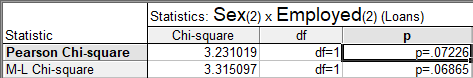 Statistics: Sex(2) x Employed(2) (Loans)
Statistic Chi-square df p
Pearson Chi-square 3.231019 df=1 p=.07226
M-L Chi-square 3.315097 df=1 p=.06865